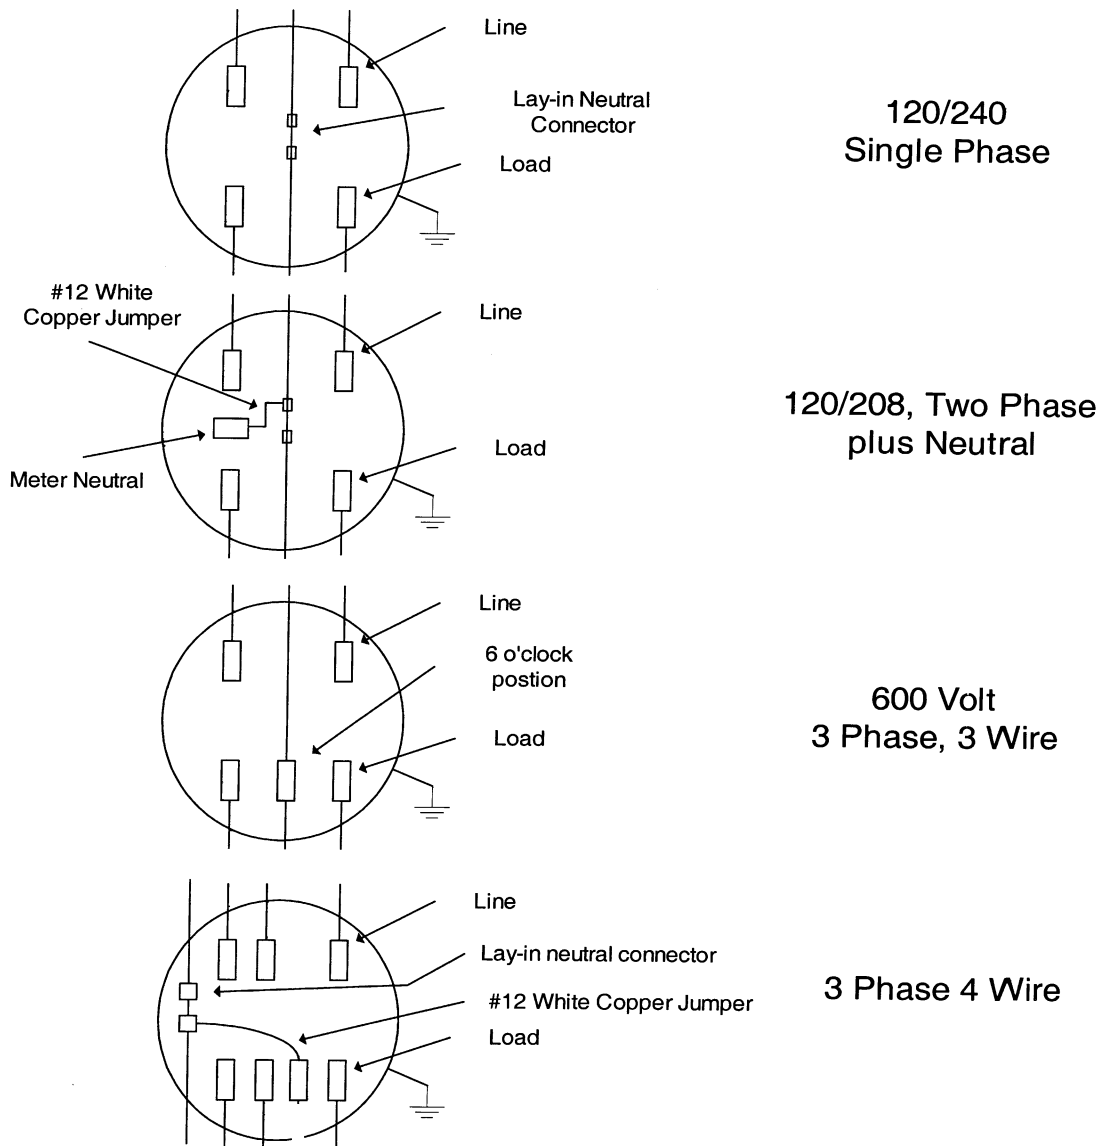 Line
Lay-in Neutral
Connector
Load
120/240
Single Phase
#12 White
Copper Jumper
Line
Load
Meter Neutral
120/208, Two Phase
plus Neutral
Line
6 o'clock
postion
Load
600 Volt
3 Phase, 3 Wire
Line
Lay-in neutral connector
#12 White Copper Jumper
Load
3 Phase 4 Wire